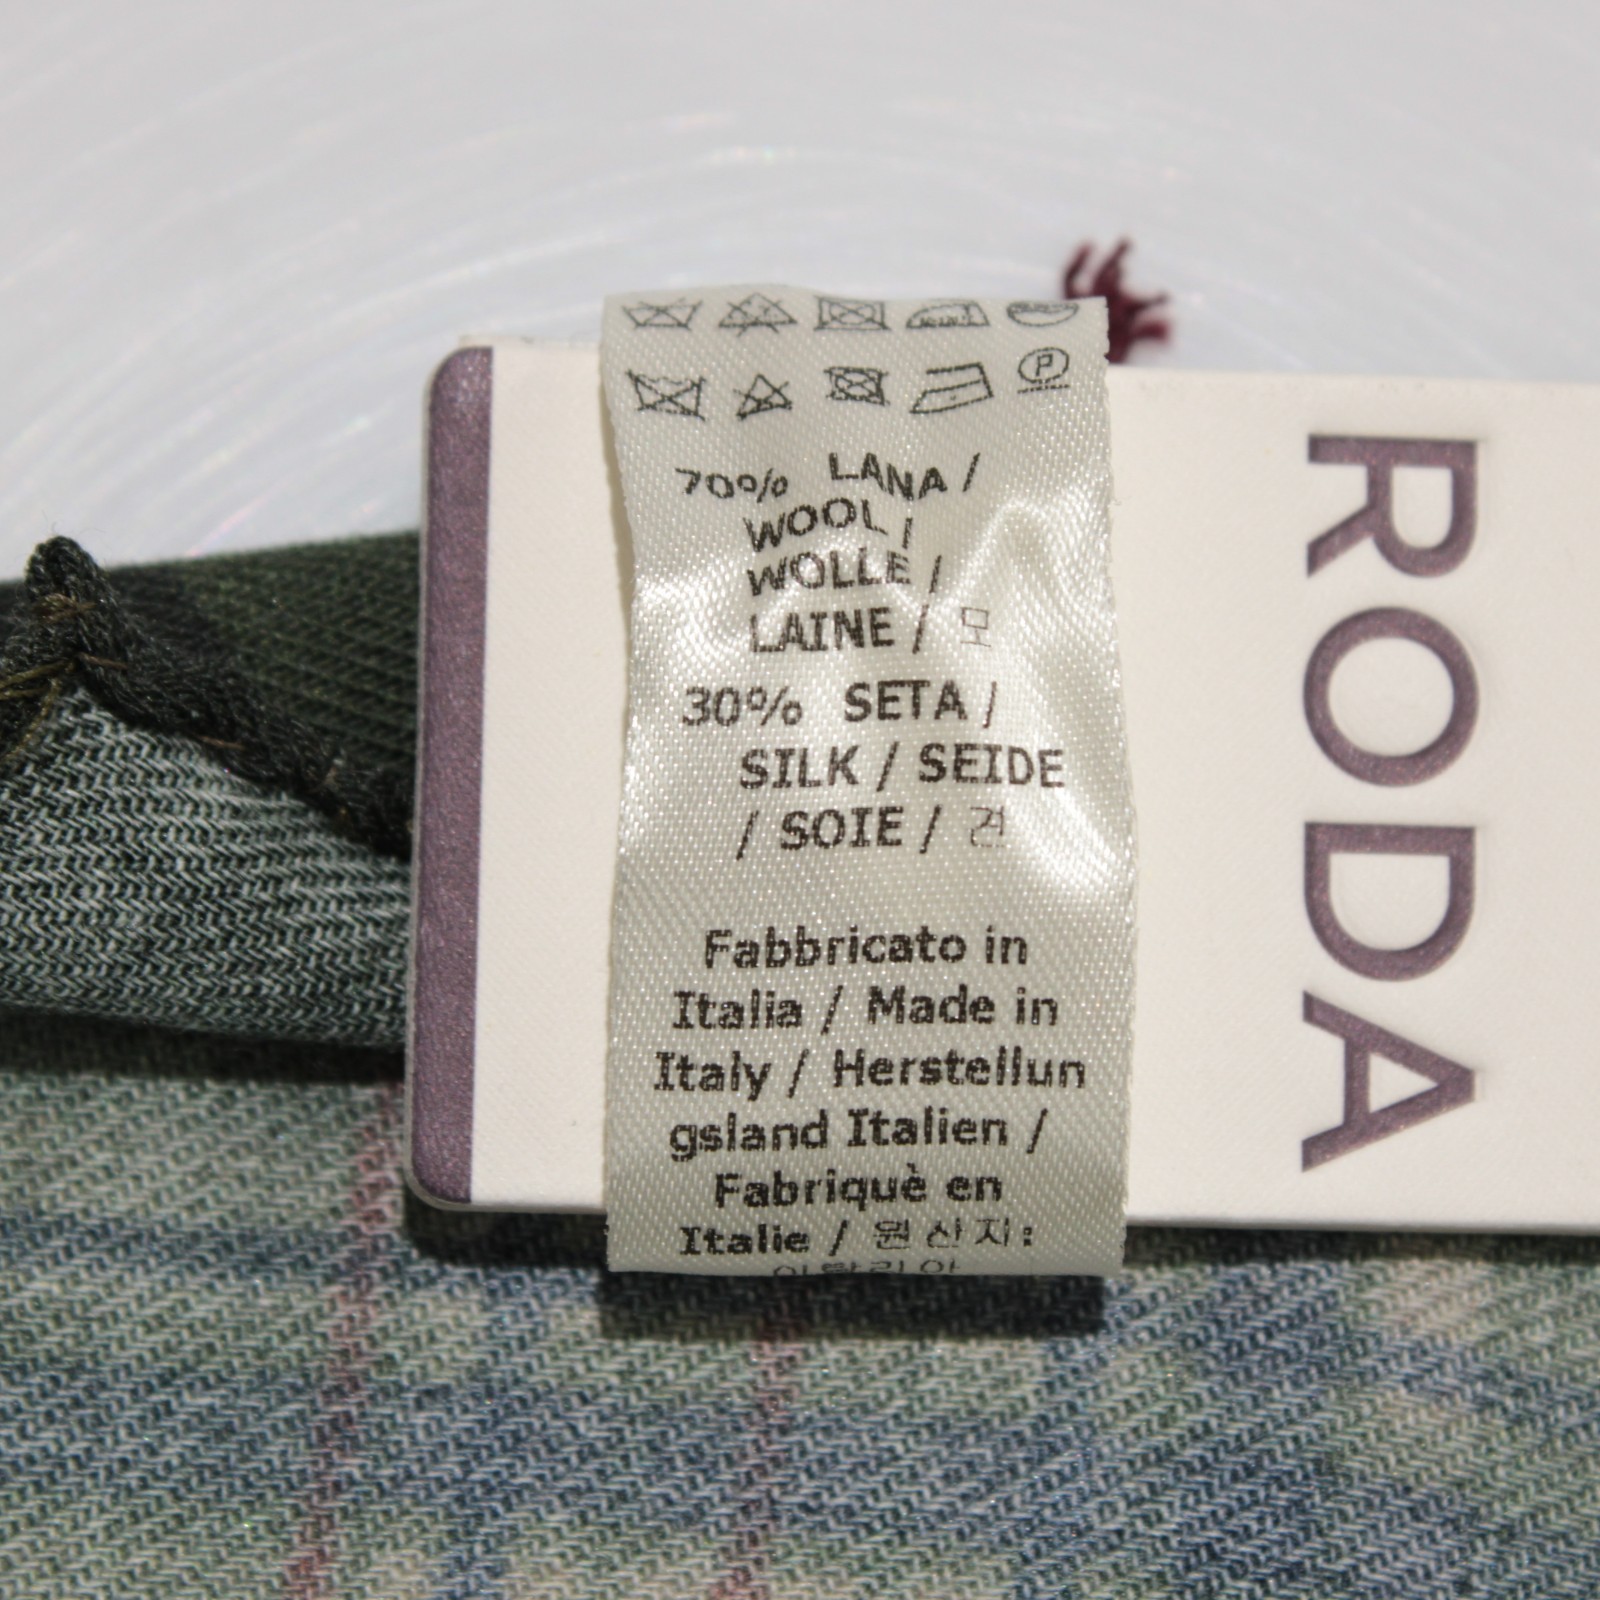 70% LANA /
WOOL /
WOLLE /
LAINE / 모
30% SETA /
SILK / SEIDE
/ SOIE / 견
Fabbricato in
Italia / Made in
Italy / Herstellun
gsland Italien /
Fabriquè en
Italie / 원산지:
P
RODA